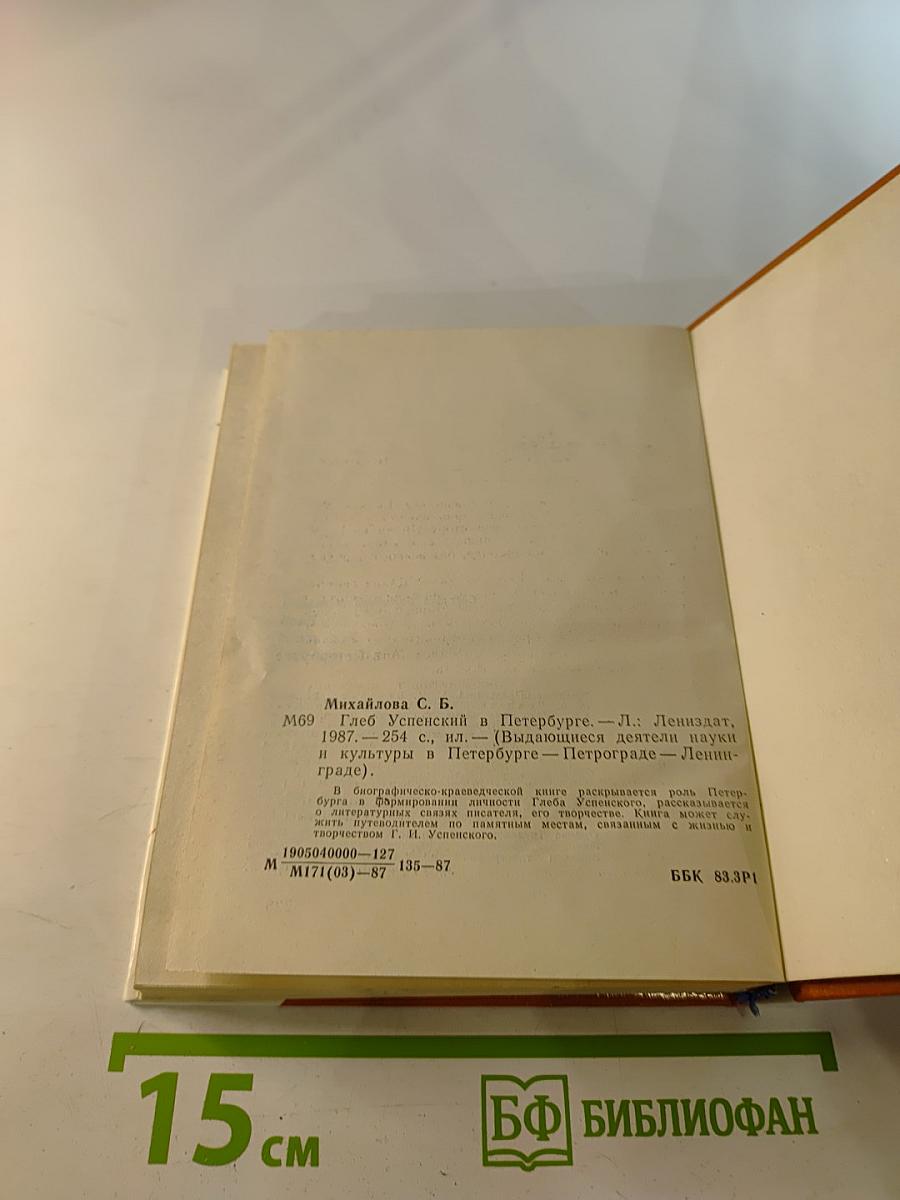 Михайлова С. Б.
М69 Глеб Успенский в Петербурге. — Л.: Лениздат,
1987. — 254 с., ил. — (Выдающиеся деятели науки
и культуры в Петербурге — Петрограде — Ленин-
граде).
В биографическо-краеведческой книге раскрывается роль Петер-
бурга в формировании личности Глеба Успенского, рассказывается
о литературных связях писателя, его творчестве. Книга может слу-
жить путеводителем по памятным местам, связанным с жизнью и
творчеством Г. И. Успенского.
М 1905040000—127
М171(03)—87 135—87
ББК 83.3Р1
15 см
БФ БИБЛИОФАН